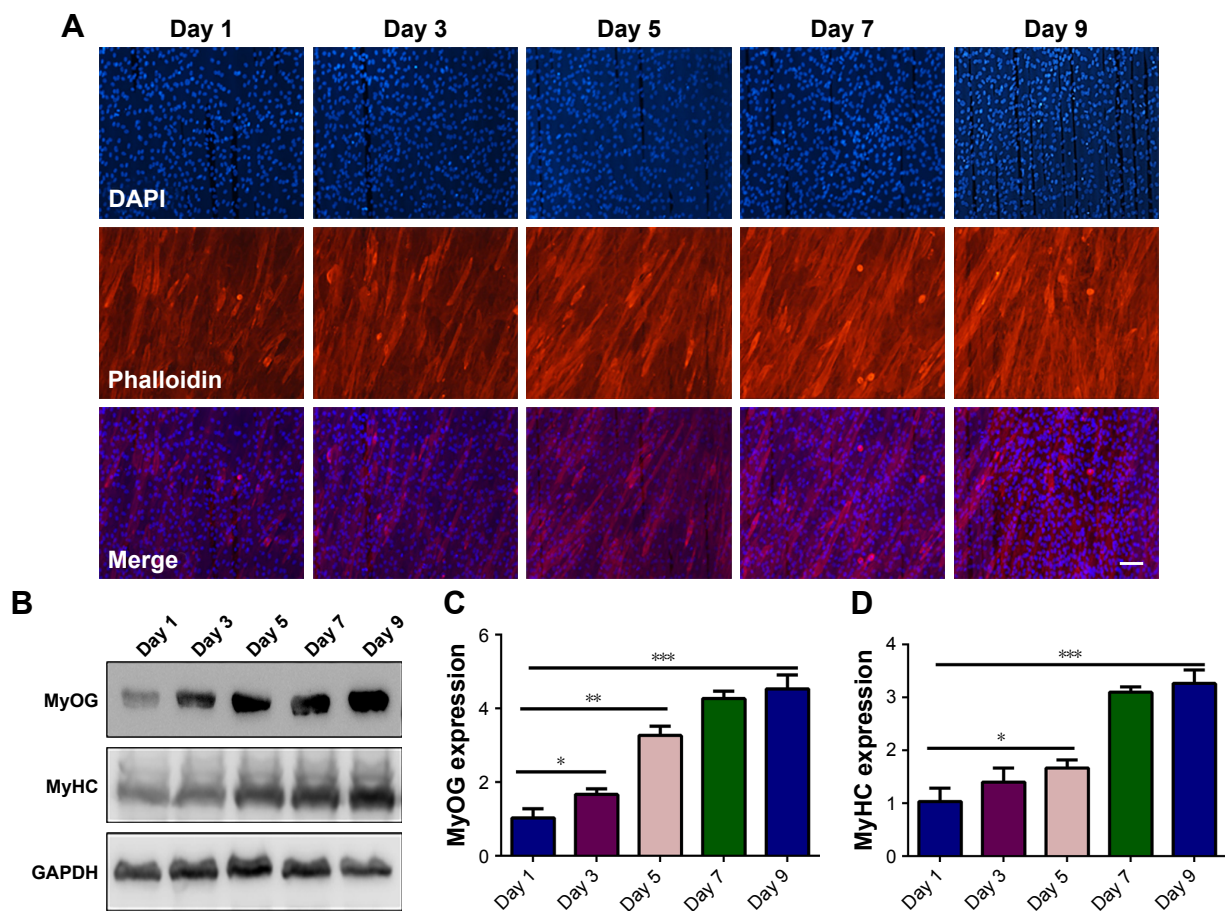 A
Day 1 Day 3 Day 5 Day 7 Day 9
DAPI
Phalloidin
Merge
B
Day 1 Day 3 Day 5 Day 7 Day 9
MyOG
MyHC
GAPDH
C
MyOG expression
6
4
2
0
***
**
*
Day 1 Day 3 Day 5 Day 7 Day 9
D
MyHC expression
4
3
2
1
0
***
*
Day 1 Day 3 Day 5 Day 7 Day 9